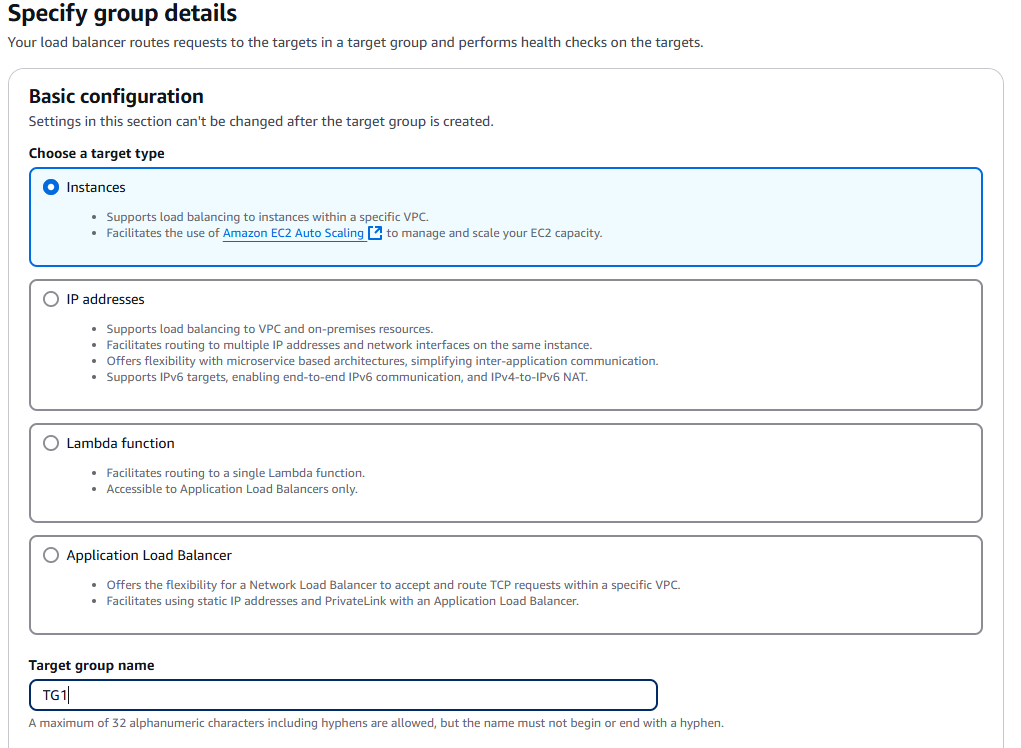 Specify group details
Your load balancer routes requests to the targets in a target group and performs health checks on the targets.
Basic configuration
Settings in this section can't be changed after the target group is created.
Choose a target type
Instances
• Supports load balancing to instances within a specific VPC.
• Facilitates the use of Amazon EC2 Auto Scaling to manage and scale your EC2 capacity.
IP addresses
• Supports load balancing to VPC and on-premises resources.
• Facilitates routing to multiple IP addresses and network interfaces on the same instance.
• Offers flexibility with microservice based architectures, simplifying inter-application communication.
• Supports IPv6 targets, enabling end-to-end IPv6 communication, and IPv4-to-IPv6 NAT.
Lambda function
• Facilitates routing to a single Lambda function.
• Accessible to Application Load Balancers only.
Application Load Balancer
• Offers the flexibility for a Network Load Balancer to accept and route TCP requests within a specific VPC.
• Facilitates using static IP addresses and PrivateLink with an Application Load Balancer.
Target group name
TG1
A maximum of 32 alphanumeric characters including hyphens are allowed, but the name must not begin or end with a hyphen.